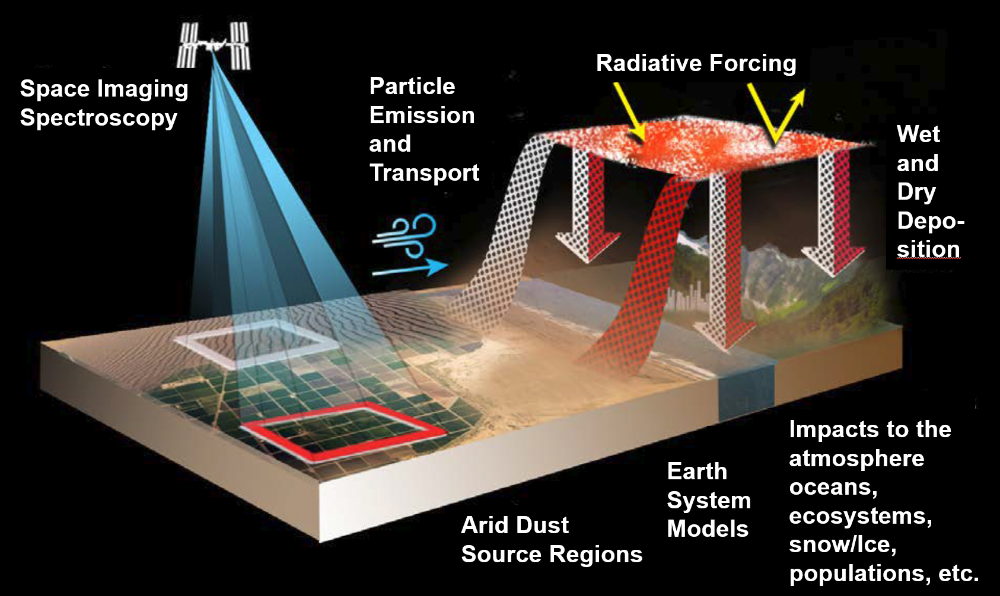 Space Imaging
Spectroscopy
Particle
Emission
and
Transport
Radiative Forcing
Wet
and
Dry
Depo-
sition
Arid Dust
Source Regions
Earth
System
Models
Impacts to the
atmosphere
oceans,
ecosystems,
snow/Ice,
populations, etc.